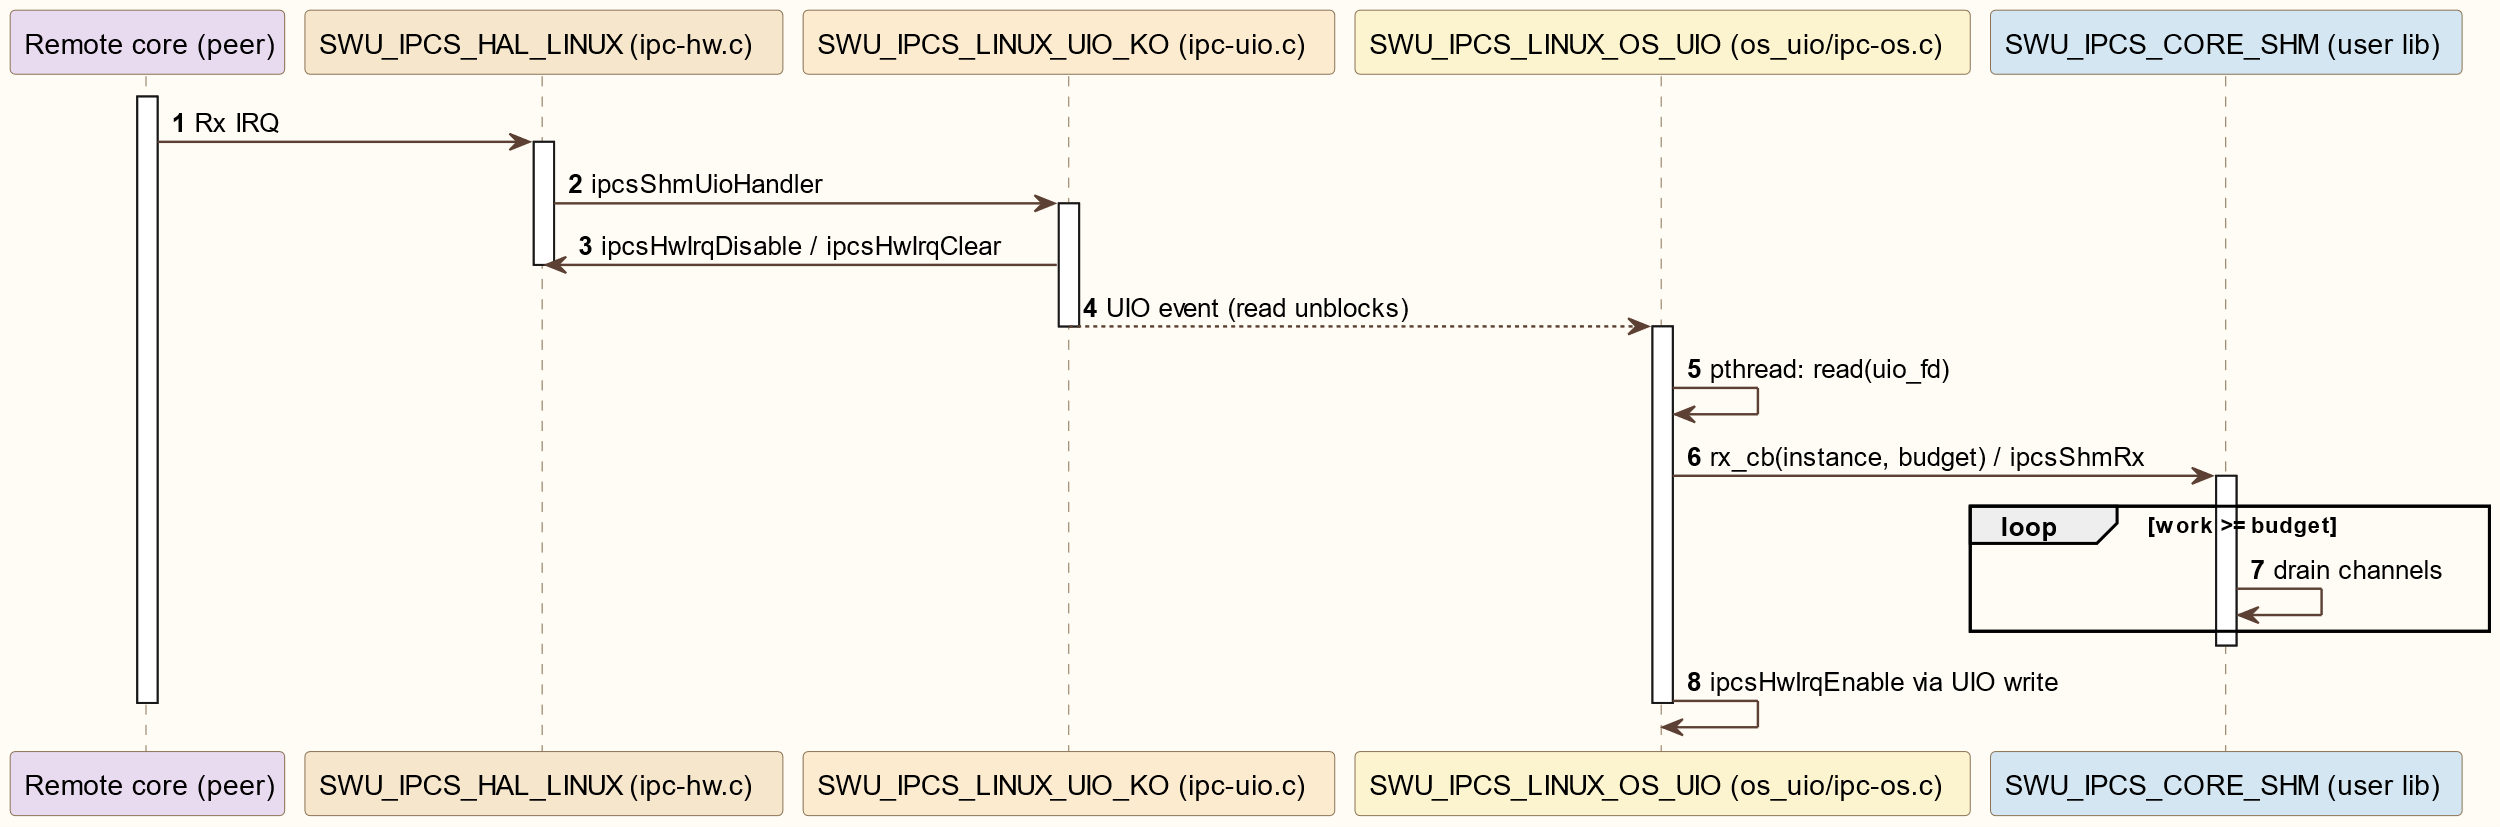 Remote core (peer)
SWU_IPCS_HAL_LINUX (ipc-hw.c)
SWU_IPCS_LINUX_UIO_KO (ipc-uio.c)
SWU_IPCS_LINUX_OS_UIO (os_uio/ipc-os.c)
SWU_IPCS_CORE_SHM (user lib)
1 Rx IRQ
2 ipcsShmUioHandler
3 ipcsHwIrqDisable / ipcsHwIrqClear
4 UIO event (read unblocks)
5 pthread: read(uio_fd)
6 rx_cb(instance, budget) / ipcsShmRx
loop [work >= budget]
7 drain channels
8 ipcsHwIrqEnable via UIO write
Remote core (peer)
SWU_IPCS_HAL_LINUX (ipc-hw.c)
SWU_IPCS_LINUX_UIO_KO (ipc-uio.c)
SWU_IPCS_LINUX_OS_UIO (os_uio/ipc-os.c)
SWU_IPCS_CORE_SHM (user lib)